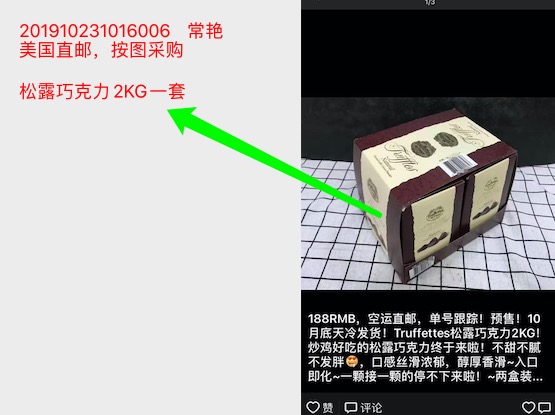 201910231016006 常艳
美国直邮，按图采购
松露巧克力 2KG一套
1/3
Truffettes
188RMB，空运直邮，单号跟踪！预售！10
月底天冷发货！Truffettes松露巧克力2KG！
炒鸡好吃的松露巧克力终于来啦！不甜不腻
不发胖，口感丝滑浓郁，醇厚香滑~入口
即化~一颗接一颗的停不下来啦！~两盒装...
赞 评论